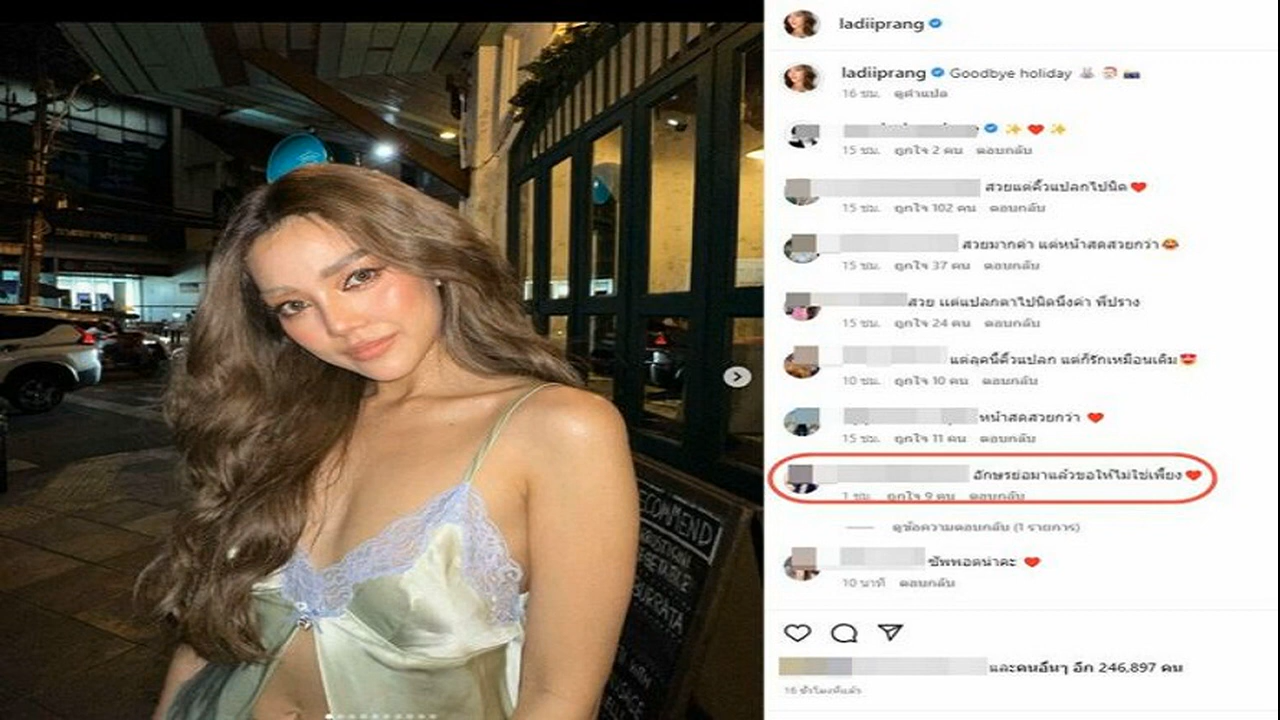 ladiiprang
ladiiprang Goodbye holiday
16 ชม. ดูคำแปล
15 ชม. ถูกใจ 2 คน ตอบกลับ
สวยแต่คิ้วแปลกไปนิด
15 ชม. ถูกใจ 102 คน ตอบกลับ
สวยมากค่า แต่หน้าสดสวยกว่า
15 ชม. ถูกใจ 37 คน ตอบกลับ
สวย แต่แปลกตาไปนิดนึงค่า พี่ปราง
15 ชม. ถูกใจ 24 คน ตอบกลับ
แต่ลุคนี้คิ้วแปลก แต่ก็รักเหมือนเดิม
10 ชม. ถูกใจ 10 คน ตอบกลับ
หน้าสดสวยกว่า
15 ชม. ถูกใจ 11 คน ตอบกลับ
อักษรย่อมาแล้วขอให้ไม่ใช่เพี้ยง
1 ชม. ถูกใจ 9 คน ตอบกลับ
ดูข้อความตอบกลับ (1 รายการ)
ซัพพอตน่าคะ
10 นาที ตอบกลับ
และคนอื่นๆ อีก 246,897 คน
16 ชั่วโมงที่แล้ว
RECOMMEND
BURRATA
WITH